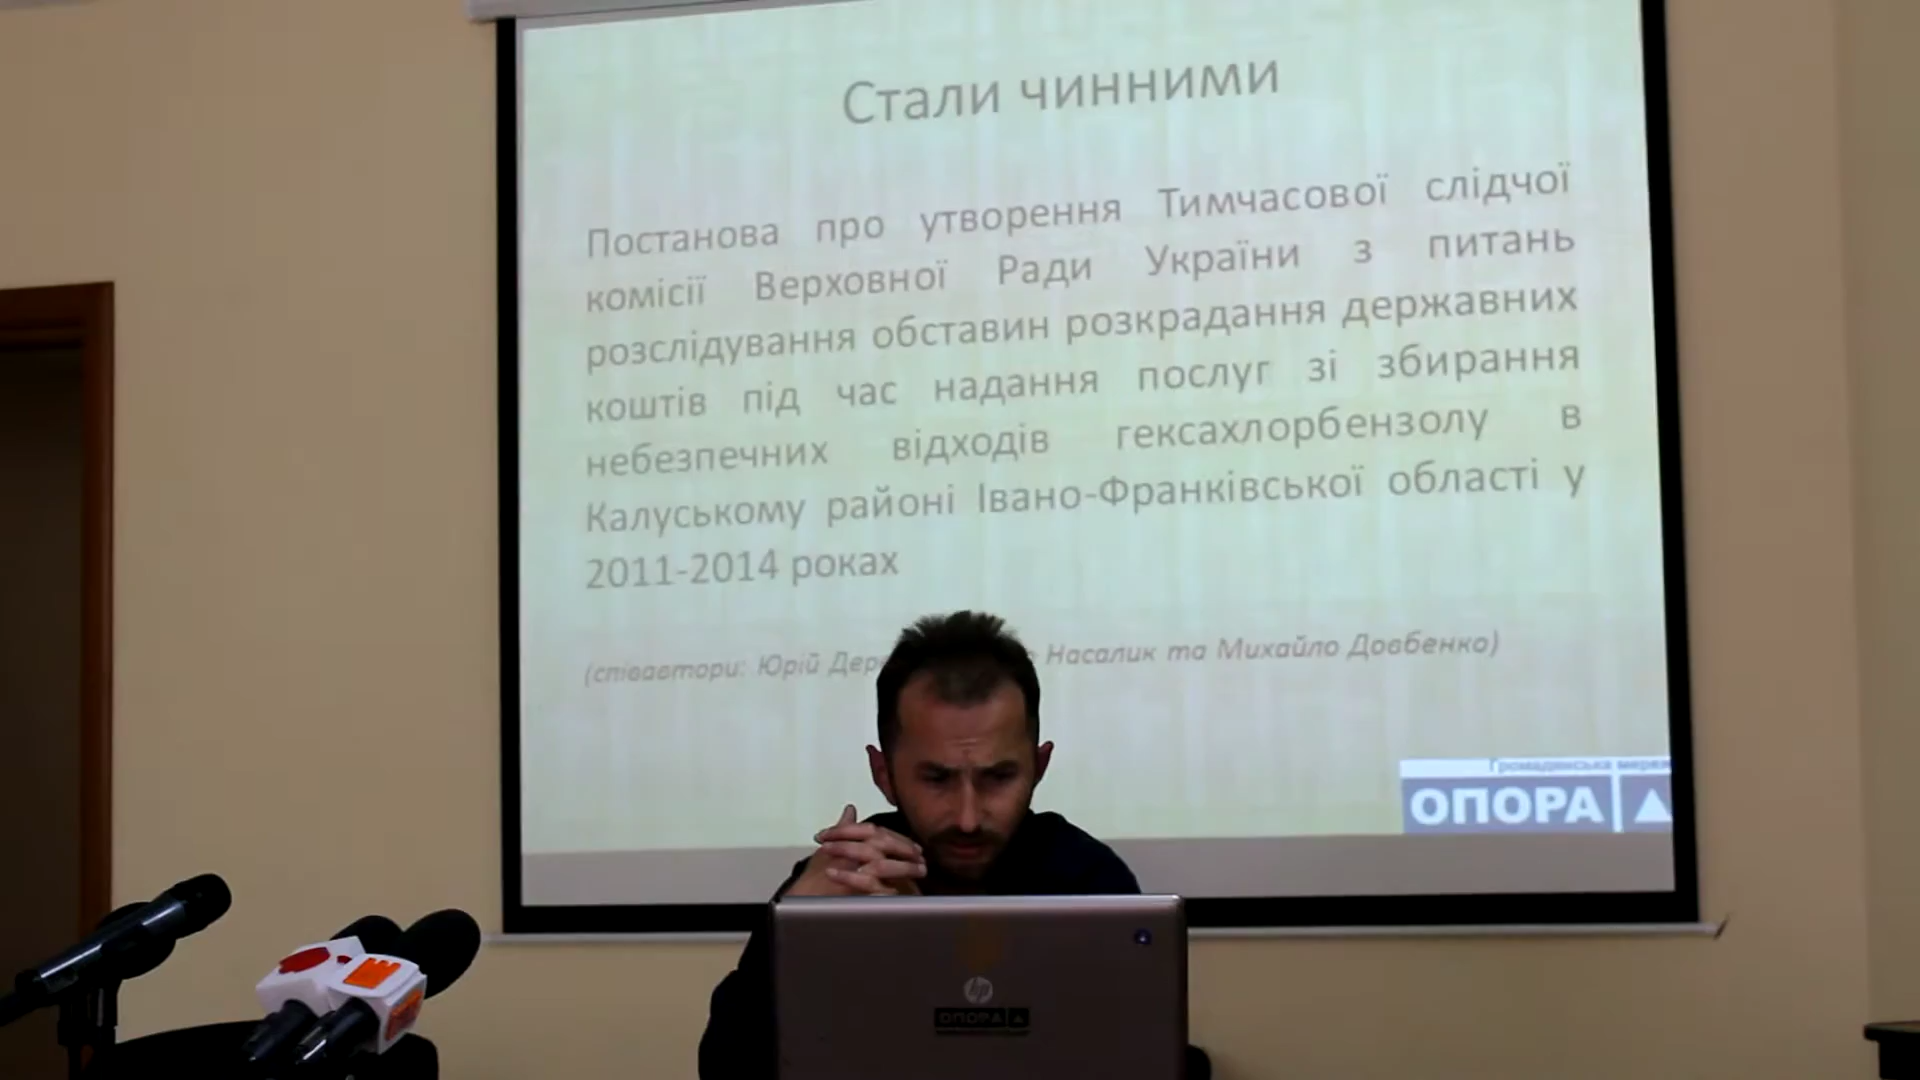 Стали чинними
Постанова про утворення Тимчасової слідчої
комісії Верховної Ради України з питань
розслідування обставин розкрадання державних
коштів під час надання послуг зі збирання
небезпечних відходів гексахлорбензолу в
Калуському районі Івано-Франківської області у
2011-2014 роках
(співавтори: Юрій Насалик та Михайло Довбенко)
Громадянська
ОПОРА
hp
ОПОРА